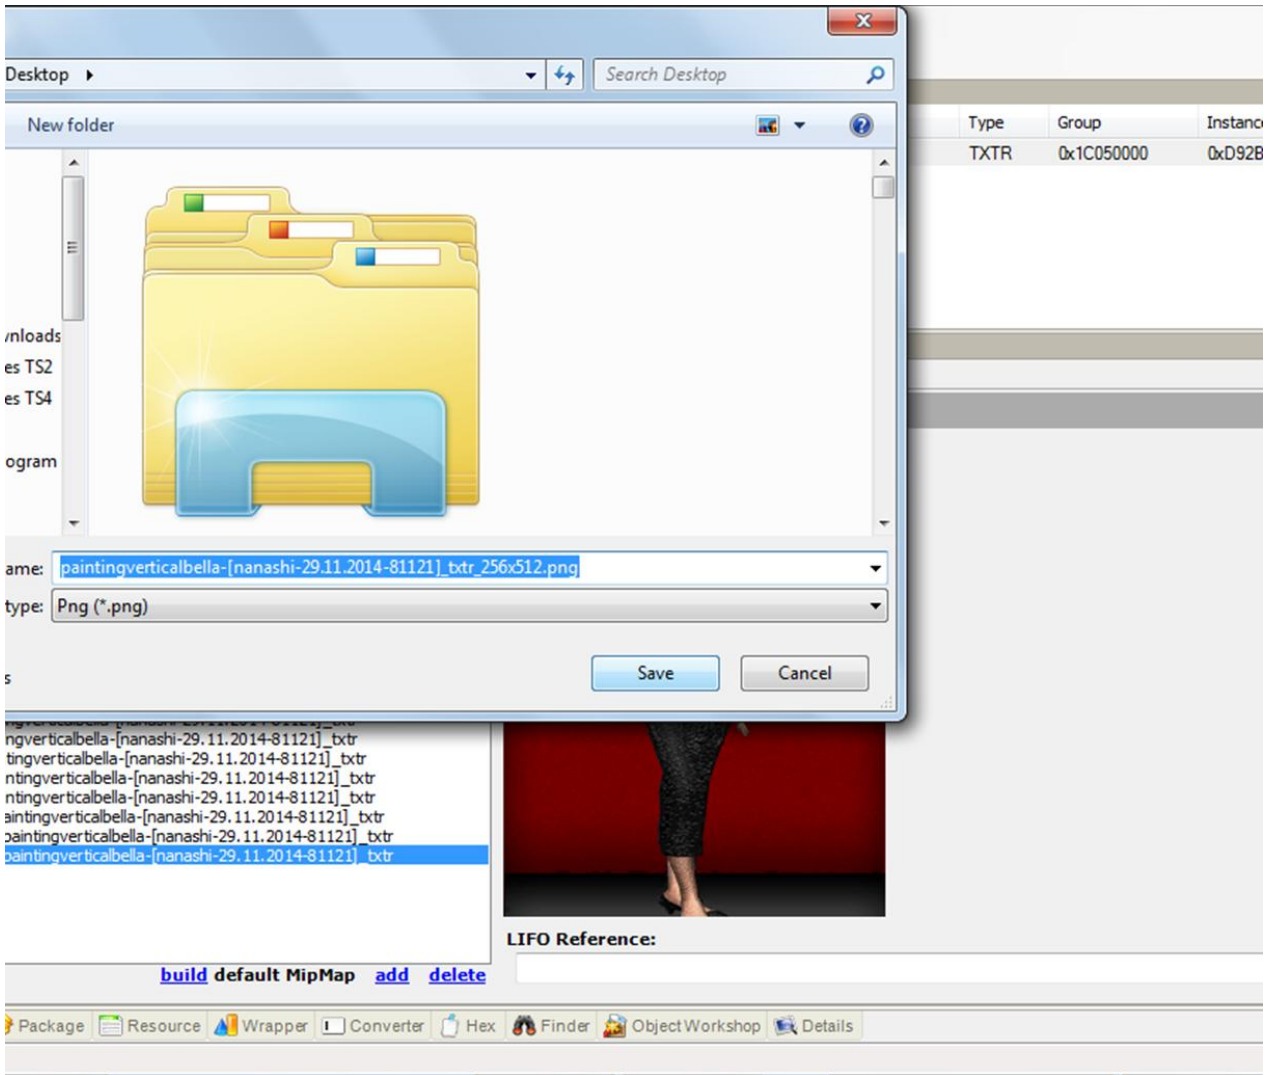 Desktop
Search Desktop
New folder
Type Group Instanc
TXTR 0x1C050000 0xD92B
wnloads
es TS2
es TS4
ogram
ame: paintingverticalbella-[nanashi-29.11.2014-81121]_txtr_256x512.png
type: Png (*.png)
s
Save Cancel
ngverticalbella-[nanashi-29.11.2014-81121]_txtr
tingverticalbella-[nanashi-29.11.2014-81121]_txtr
ntingverticalbella-[nanashi-29.11.2014-81121]_txtr
ntingverticalbella-[nanashi-29.11.2014-81121]_txtr
aintingverticalbella-[nanashi-29.11.2014-81121]_txtr
paintingverticalbella-[nanashi-29.11.2014-81121]_txtr
paintingverticalbella-[nanashi-29.11.2014-81121]_txtr
LIFO Reference:
build default MipMap add delete
Package Resource Wrapper Converter Hex Finder Object Workshop Details